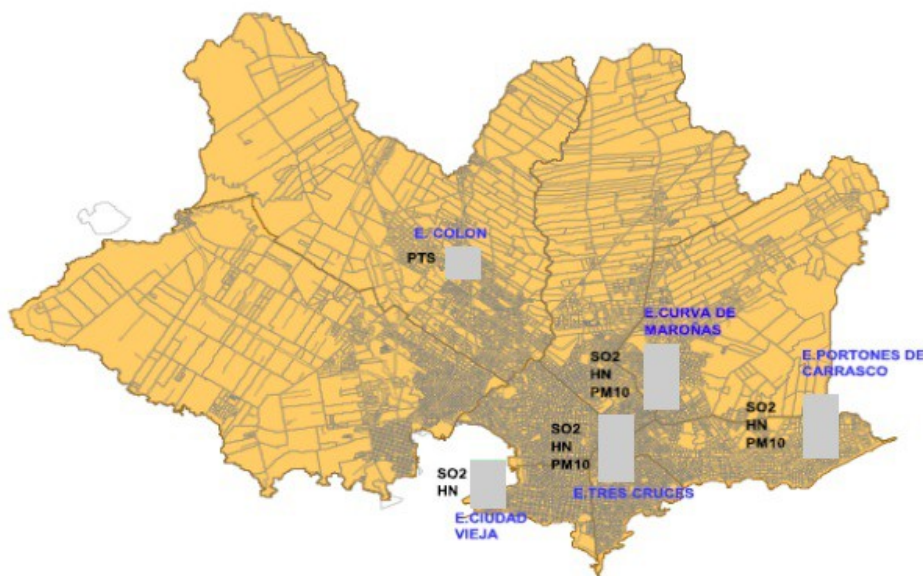 E. COLON
PTS
E.CURVA DE
MAROÑAS
SO2
HN
PM10
E.PORTONES DE
CARRASCO
SO2
HN
PM10
SO2
HN
PM10
E.TRES CRUCES
SO2
HN
E.CIUDAD
VIEJA